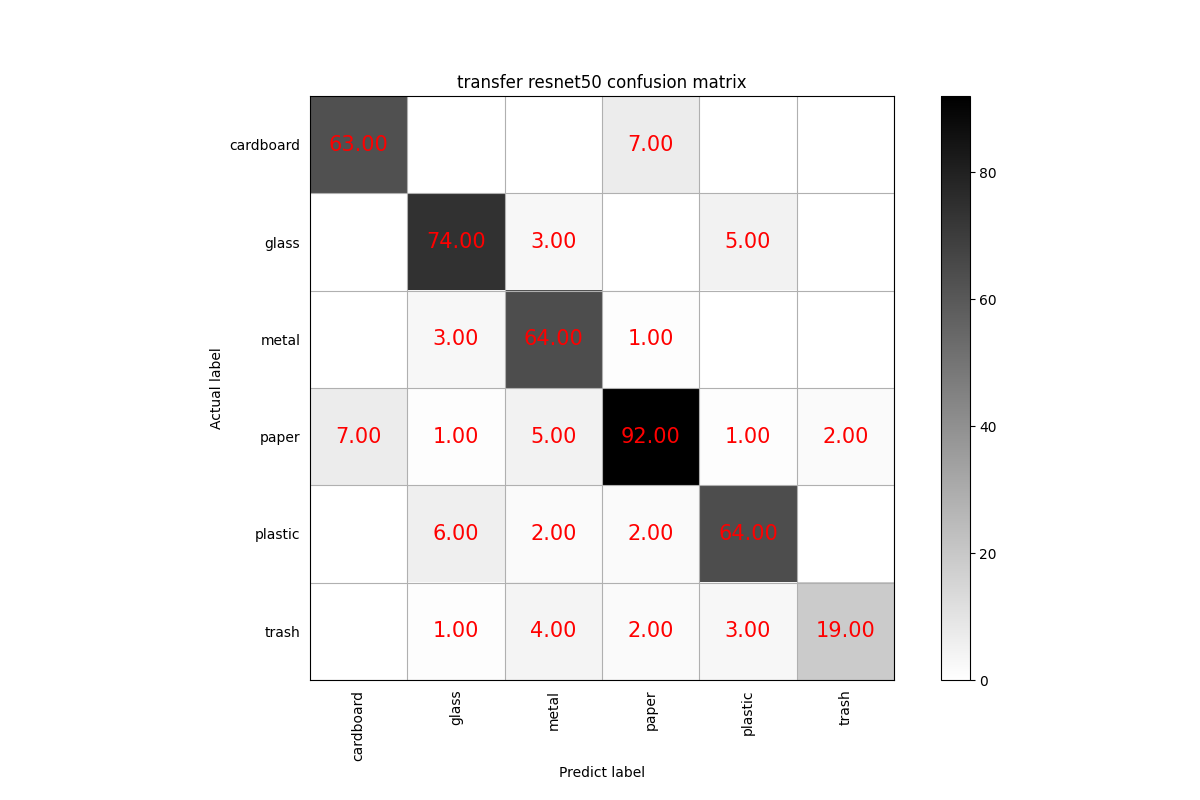 transfer resnet50 confusion matrix
cardboard
63.00
7.00
glass
74.00
3.00
5.00
metal
3.00
64.00
1.00
paper
7.00
1.00
5.00
92.00
1.00
2.00
plastic
6.00
2.00
2.00
64.00
trash
1.00
4.00
2.00
3.00
19.00
Actual label
cardboard
glass
metal
paper
plastic
trash
Predict label
80
60
40
20
0